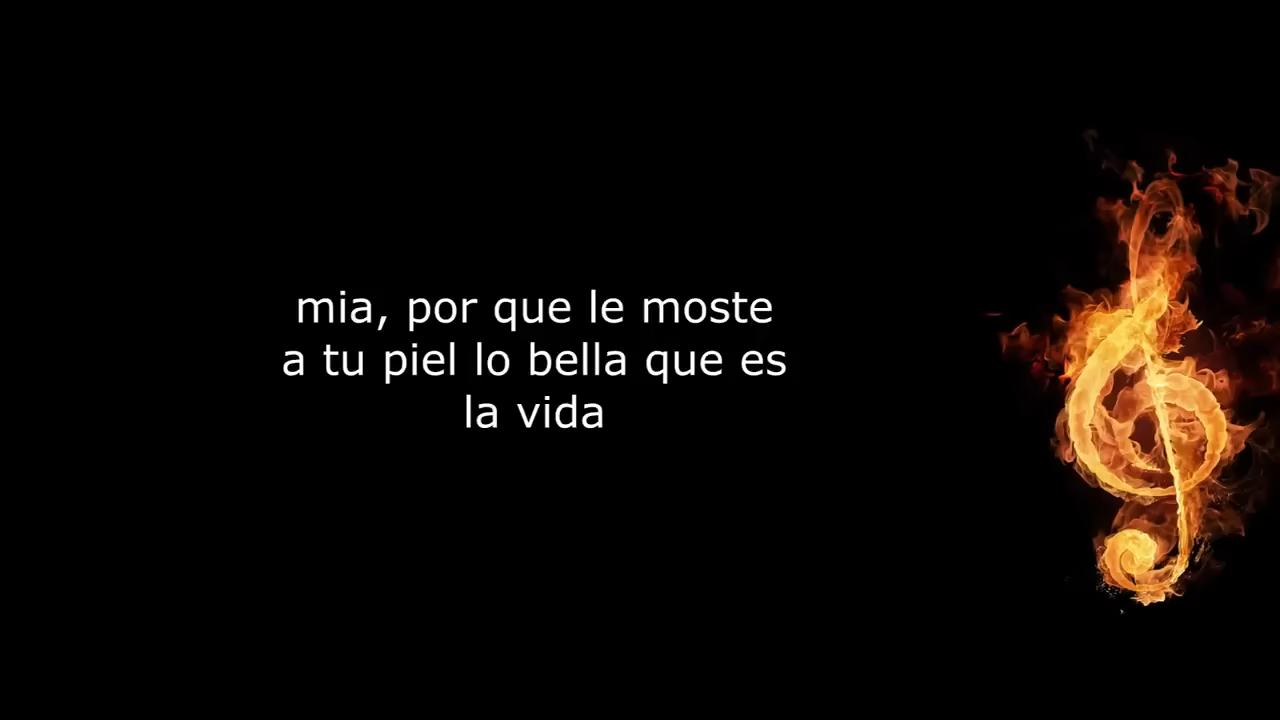 mia, por que le moste
a tu piel lo bella que es
la vida